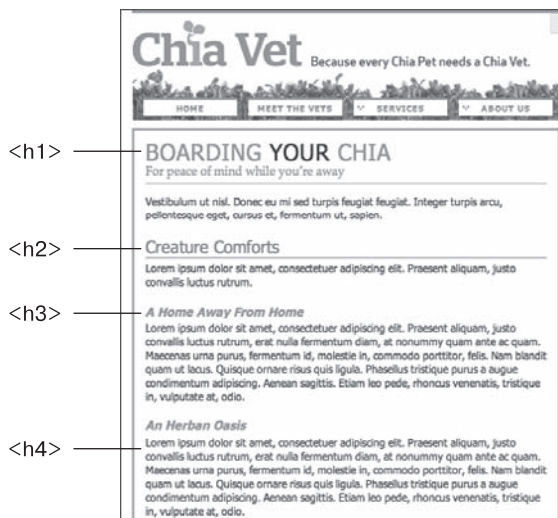 Chia Vet Because every Chia Pet needs a Chia Vet.
HOME MEET THE VETS SERVICES ABOUT US
<h1>
BOARDING YOUR CHIA
For peace of mind while you're away
Vestibulum ut nisl. Donec eu mi sed turpis feugiat feugiat. Integer turpis arcu,
pellentesque eget, cursus et, fermentum ut, sapien.
<h2>
Creature Comforts
Lorem ipsum dolor sit amet, consectetuer adipiscing elit. Praesent aliquam, justo
convallis luctus rutrum.
<h3>
A Home Away From Home
Lorem ipsum dolor sit amet, consectetuer adipiscing elit. Praesent aliquam, justo
convallis luctus rutrum, erat nulla fermentum diam, at nonummy quam ante ac quam.
Maecenas urna purus, fermentum id, molestie in, commodo porttitor, felis. Nam blandit
quam ut lacus. Quisque ornare risus quis ligula. Phasellus tristique purus a augue
condimentum adipiscing. Aenean sagittis. Etiam leo pede, rhoncus venenatis, tristique
in, vulputate at, odio.
An Herban Oasis
<h4>
Lorem ipsum dolor sit amet, consectetuer adipiscing elit. Praesent aliquam, justo
convallis luctus rutrum, erat nulla fermentum diam, at nonummy quam ante ac quam.
Maecenas urna purus, fermentum id, molestie in, commodo porttitor, felis. Nam blandit
quam ut lacus. Quisque ornare risus quis ligula. Phasellus tristique purus a augue
condimentum adipiscing. Aenean sagittis. Etiam leo pede, rhoncus venenatis, tristique
in, vulputate at, odio.